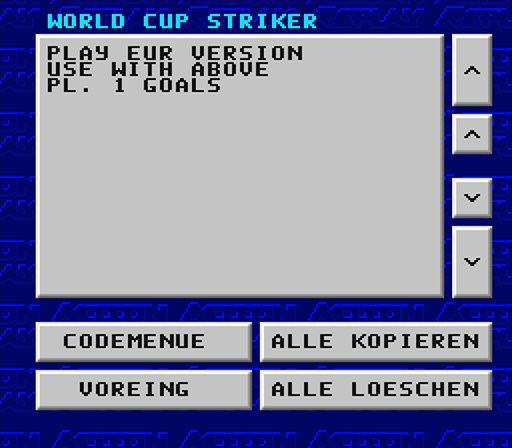 WORLD CUP STRIKER
PLAY EUR VERSION
USE WITH ABOVE
PL. 1 GOALS
CODEMENUE
ALLE KOPIEREN
VOREING
ALLE LOESCHEN